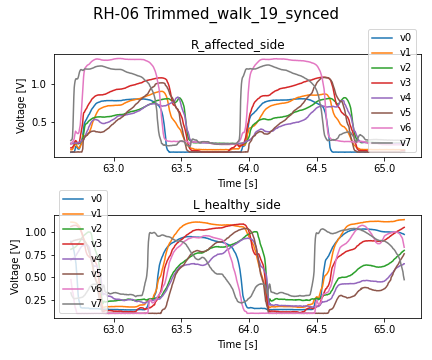 RH-06 Trimmed_walk_19_synced
R_affected_side
Voltage [V]
1.0
0.5
63.0
63.5
64.0
64.5
65.0
Time [s]
v0
v1
v2
v3
v4
v5
v6
v7
L_healthy_side
Voltage [V]
1.00
0.75
0.50
0.25
63.0
63.5
64.0
64.5
65.0
Time [s]
v0
v1
v2
v3
v4
v5
v6
v7